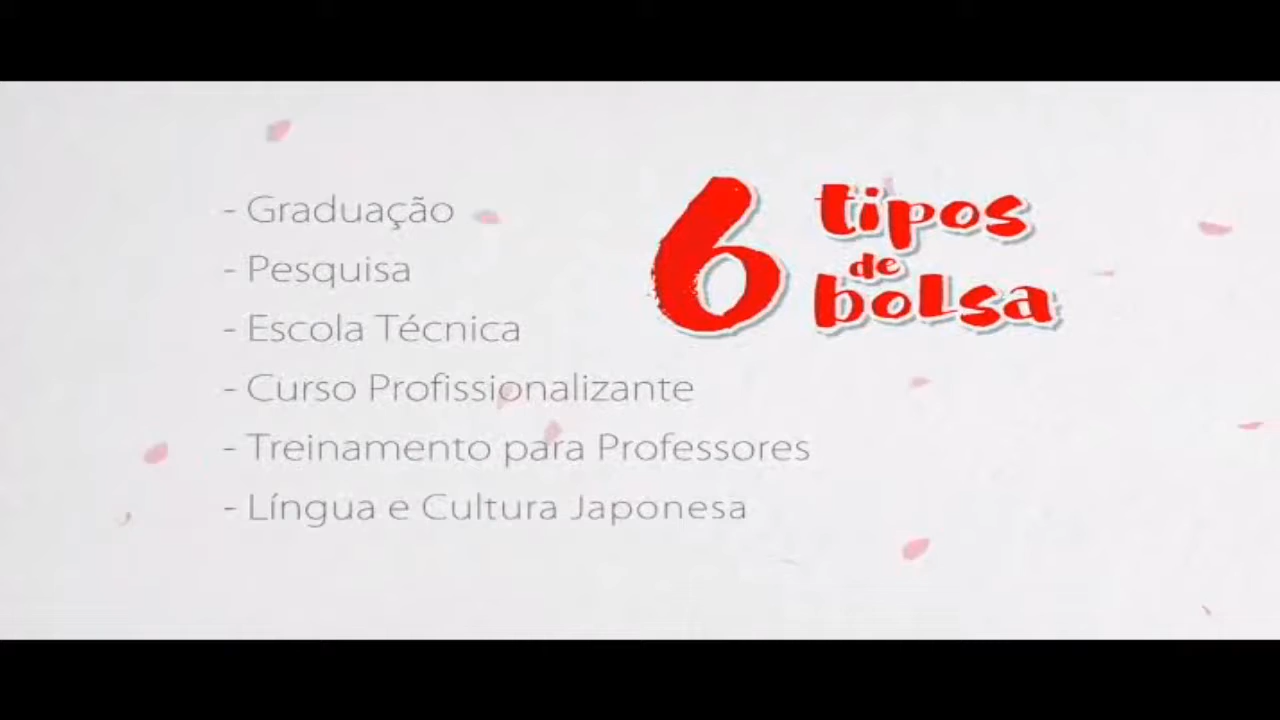 - Graduação
- Pesquisa
- Escola Técnica
- Curso Profissionalizante
- Treinamento para Professores
- Língua e Cultura Japonesa
6 tipos
de
bolsa